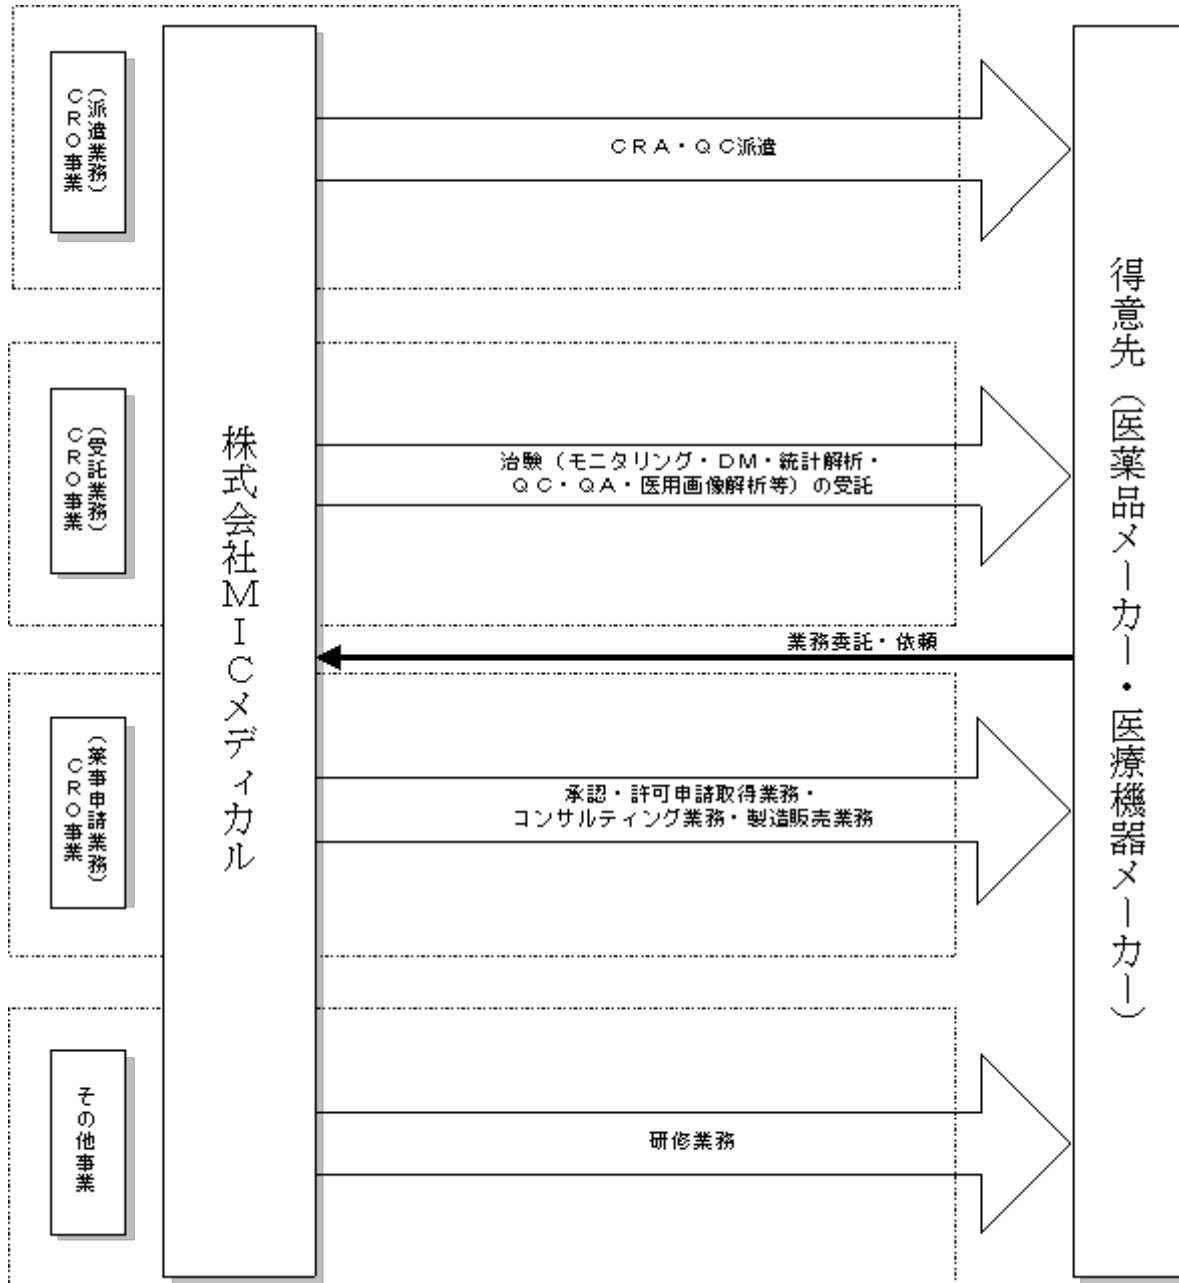 CRO事業
(派遣業務)
CRA・QC派遣
CRO事業
(受託業務)
治験(モニタリング・DM・統計解析・
QC・QA・医用画像解析等)の受託
株式会社MICメディカル
得意先(医薬品メーカー・医療機器メーカー)
業務委託・依頼
CRO事業
(薬事申請業務)
承認・許可申請取得業務・
コンサルティング業務・製造販売業務
その他事業
研修業務